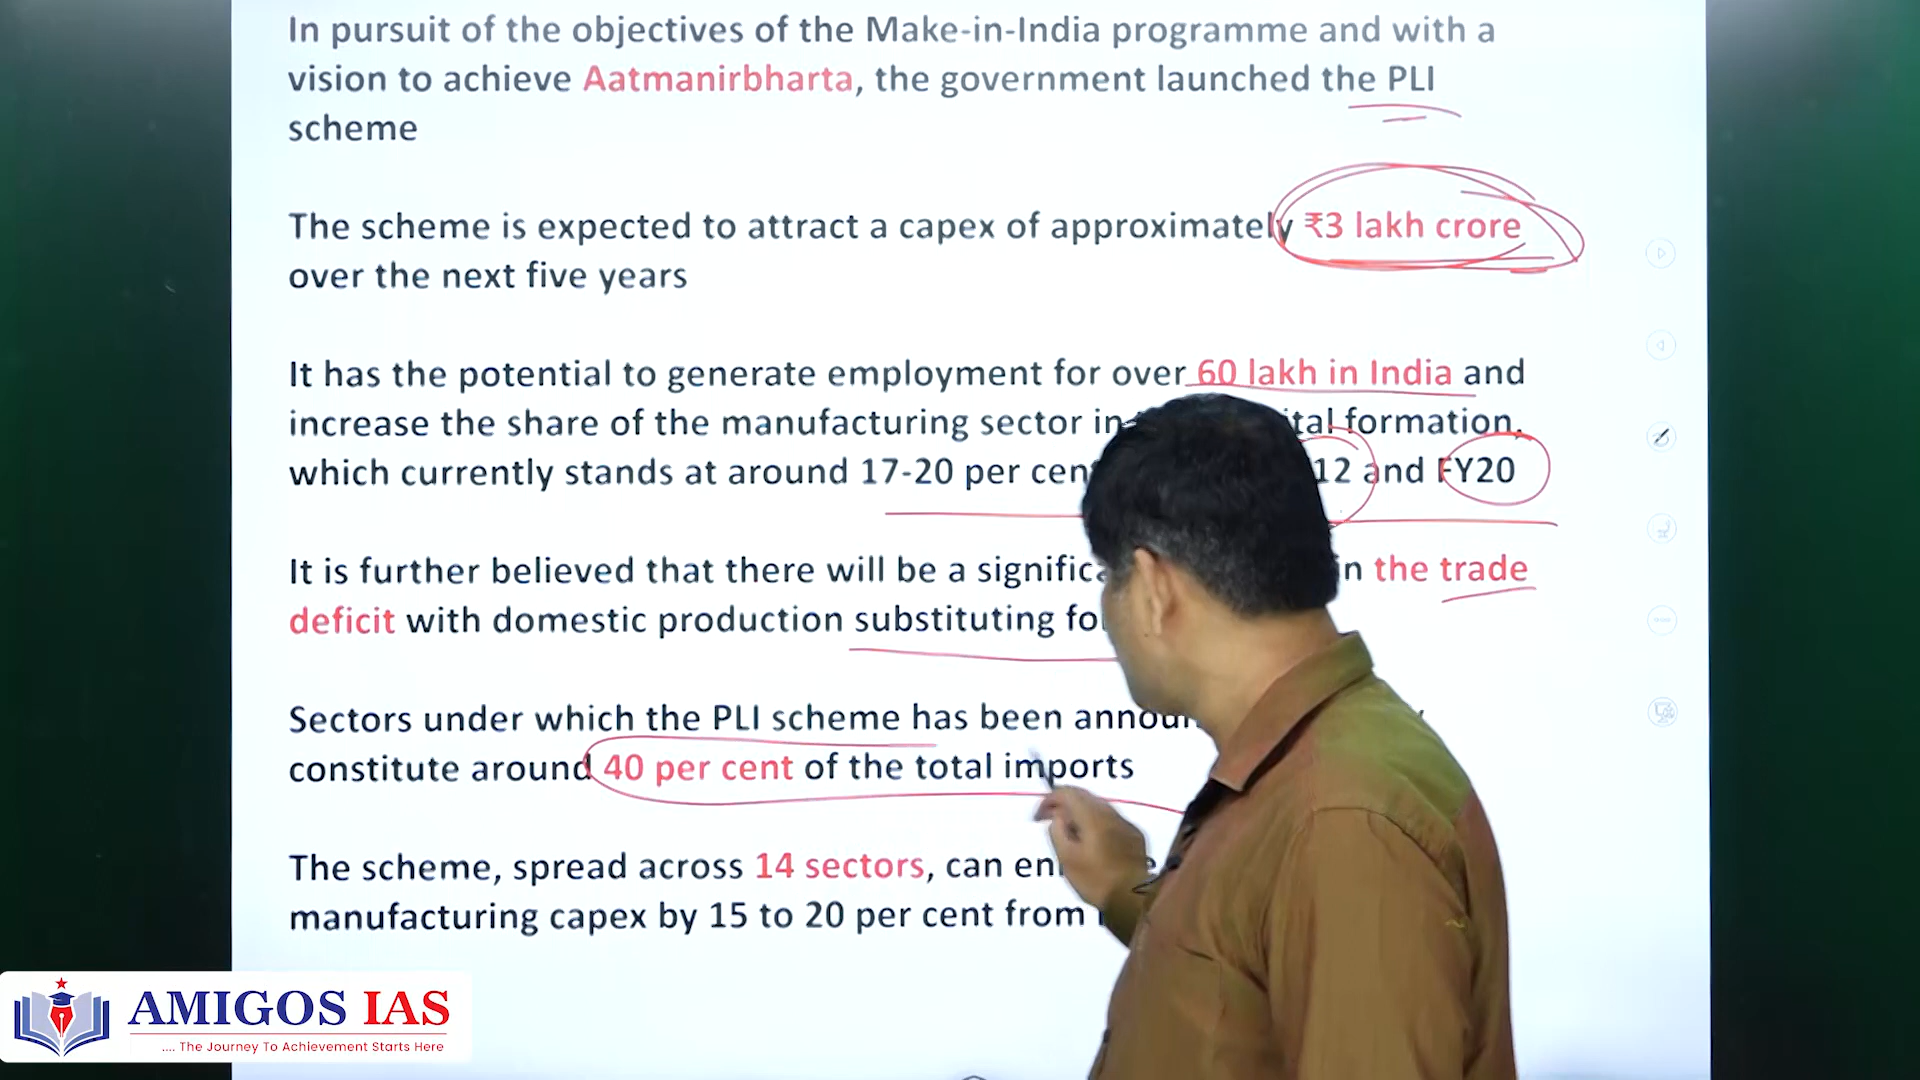 In pursuit of the objectives of the Make-in-India programme and with a
vision to achieve Aatmanirbharta, the government launched the PLI
scheme
The scheme is expected to attract a capex of approximately ₹3 lakh crore
over the next five years
It has the potential to generate employment for over 60 lakh in India and
increase the share of the manufacturing sector in formation,
which currently stands at around 17-20 per cent 12 and FY20
It is further believed that there will be a in the trade
deficit with domestic production substituting
Sectors under which the PLI scheme has been
constitute around 40 per cent of the total imports
The scheme, spread across 14 sectors, can
manufacturing capex by 15 to 20 per cent from
AMIGOS IAS
.... The Journey To Achievement Starts Here